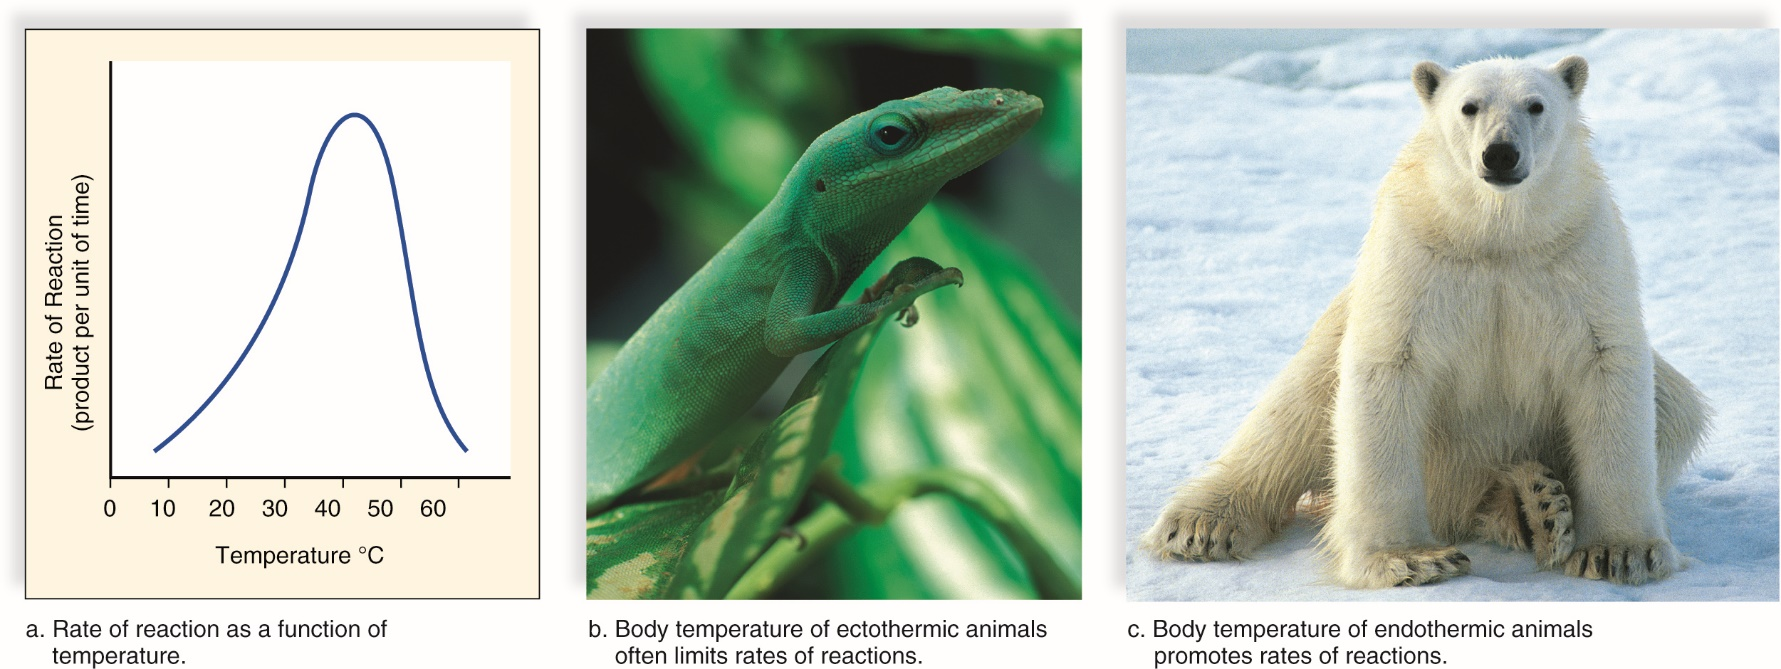 Rate of Reaction
(product per unit of time)
0 10 20 30 40 50 60
Temperature °C
a. Rate of reaction as a function of
temperature.
b. Body temperature of ectothermic animals
often limits rates of reactions.
c. Body temperature of endothermic animals
promotes rates of reactions.